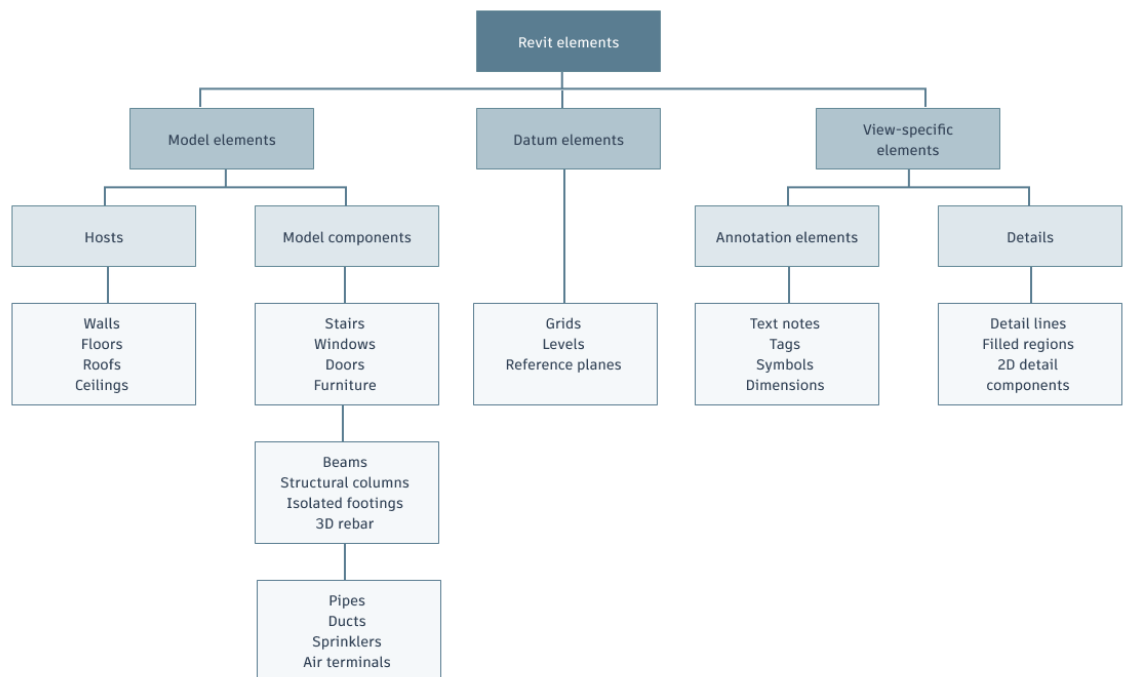 Revit elements
Model elements
Datum elements
View-specific
elements
Hosts
Model components
Annotation elements
Details
Walls
Floors
Roofs
Ceilings
Stairs
Windows
Doors
Furniture
Grids
Levels
Reference planes
Text notes
Tags
Symbols
Dimensions
Detail lines
Filled regions
2D detail
components
Beams
Structural columns
Isolated footings
3D rebar
Pipes
Ducts
Sprinklers
Air terminals